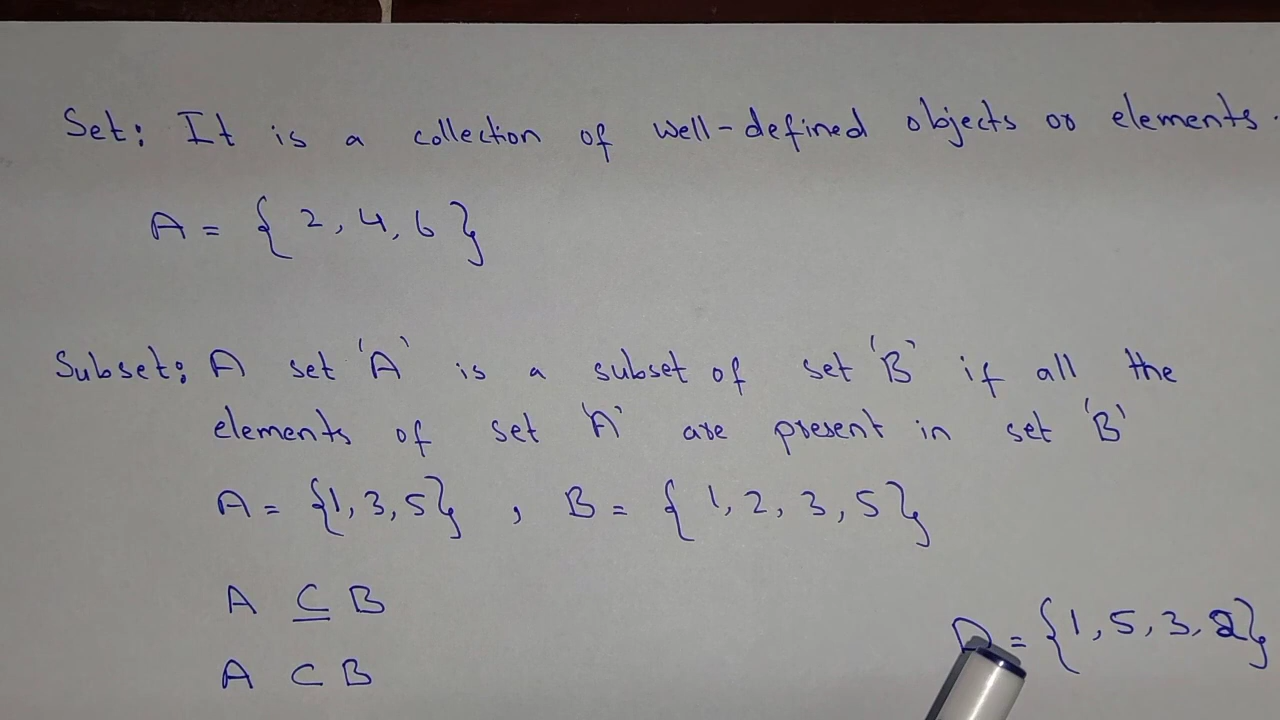 Set: It is a collection of well-defined objects or elements.
A = { 2, 4, 6 }
Subset: A set 'A' is a subset of set 'B' if all the
elements of set 'A' are present in set 'B'
A = {1, 3, 5} , B = { 1, 2, 3, 5 }
A ⊆ B
A ⊂ B
= {1, 5, 3, 2}